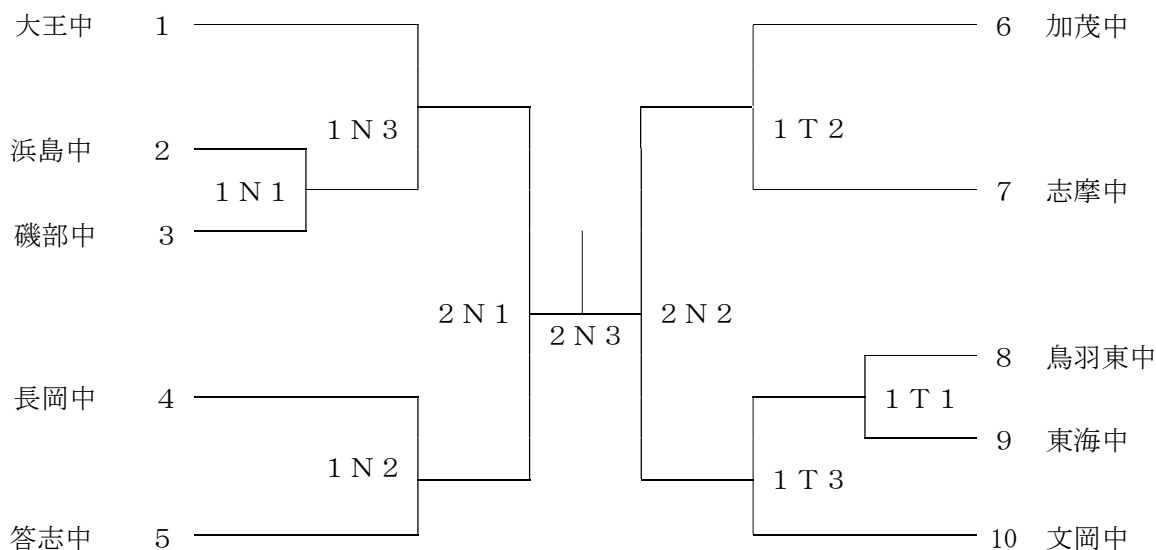 大王中 1
6 加茂中
1N3
1T2
浜島中 2
1N1
7 志摩中
磯部中 3
2N1
2N3
2N2
8 鳥羽東中
長岡中 4
1T1
9 東海中
1N2
1T3
答志中 5
10 文岡中